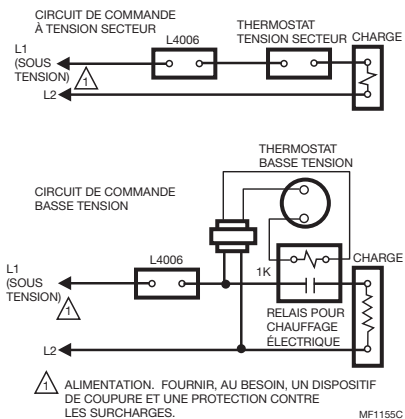 CIRCUIT DE COMMANDE
À TENSION SECTEUR
THERMOSTAT
TENSION SECTEUR
CHARGE
L4006
L1
(SOUS
TENSION)
1
L2
THERMOSTAT
BASSE TENSION
CIRCUIT DE COMMANDE
BASSE TENSION
L4006
1K
CHARGE
L1
(SOUS
TENSION)
1
RELAIS POUR
CHAUFFAGE
ÉLECTRIQUE
L2
1 ALIMENTATION. FOURNIR, AU BESOIN, UN DISPOSITIF
DE COUPURE ET UNE PROTECTION CONTRE
LES SURCHARGES.
MF1155C